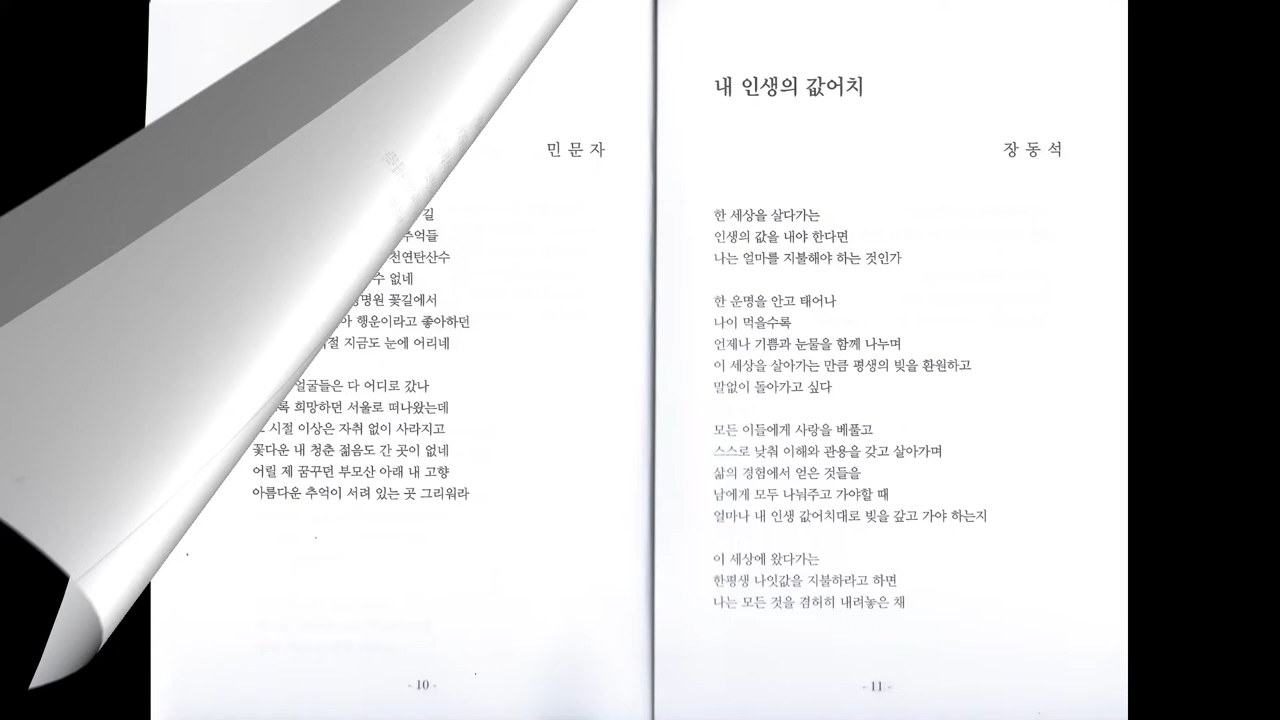 민 문 자
길
추억들
천연탄산수
수 없네
꽃길에서
행운이라고 좋아하던
지금도 눈에 어리네
얼굴들은 다 어디로 갔나
희망하던 서울로 떠나왔는데
시절 이상은 자취 없이 사라지고
꽃다운 내 청춘 젊음도 간 곳이 없네
어릴 제 꿈꾸던 부모산 아래 내 고향
아름다운 추억이 서려 있는 곳 그리워라
- 10 -
내 인생의 값어치
장 동 석
한 세상을 살다가는
인생의 값을 내야 한다면
나는 얼마를 지불해야 하는 것인가
한 운명을 안고 태어나
나이 먹을수록
언제나 기쁨과 눈물을 함께 나누며
이 세상을 살아가는 만큼 평생의 빚을 환원하고
말없이 돌아가고 싶다
모든 이들에게 사랑을 베풀고
스스로 낮춰 이해와 관용을 갖고 살아가며
삶의 경험에서 얻은 것들을
남에게 모두 나눠주고 가야할 때
얼마나 내 인생 값어치대로 빚을 갚고 가야 하는지
이 세상에 왔다가는
한평생 나잇값을 지불하라고 하면
나는 모든 것을 겸허히 내려놓은 채
- 11 -